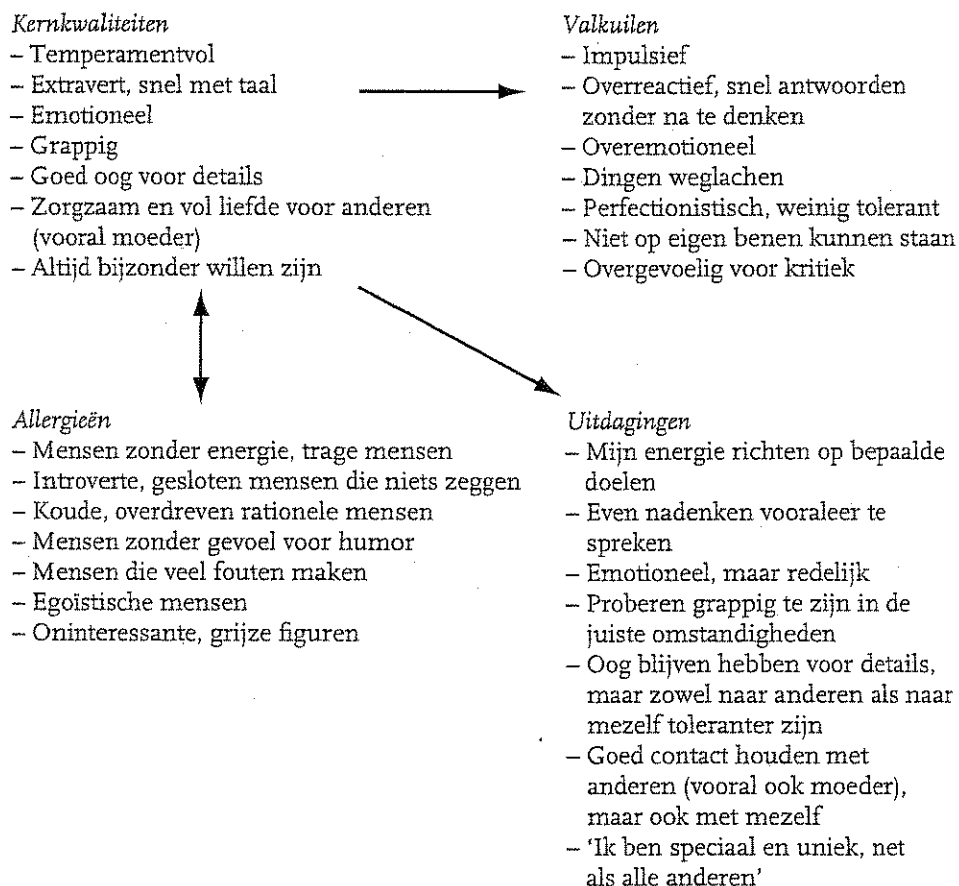 Kernkwaliteiten
– Temperamentvol
– Extravert, snel met taal
– Emotioneel
– Grappig
– Goed oog voor details
– Zorgzaam en vol liefde voor anderen
(vooral moeder)
– Altijd bijzonder willen zijn
Valkuilen
– Impulsief
– Overreactief, snel antwoorden
zonder na te denken
– Overemotioneel
– Dingen weglachen
– Perfectionistisch, weinig tolerant
– Niet op eigen benen kunnen staan
– Overgevoelig voor kritiek
Allergieën
– Mensen zonder energie, trage mensen
– Introverte, gesloten mensen die niets zeggen
– Koude, overdreven rationele mensen
– Mensen zonder gevoel voor humor
– Mensen die veel fouten maken
– Egoïstische mensen
– Oninteressante, grijze figuren
Uitdagingen
– Mijn energie richten op bepaalde
doelen
– Even nadenken vooraleer te
spreken
– Emotioneel, maar redelijk
– Proberen grappig te zijn in de
juiste omstandigheden
– Oog blijven hebben voor details,
maar zowel naar anderen als naar
mezelf toleranter zijn
– Goed contact houden met
anderen (vooral ook moeder),
maar ook met mezelf
– ‘Ik ben speciaal en uniek, net
als alle anderen’